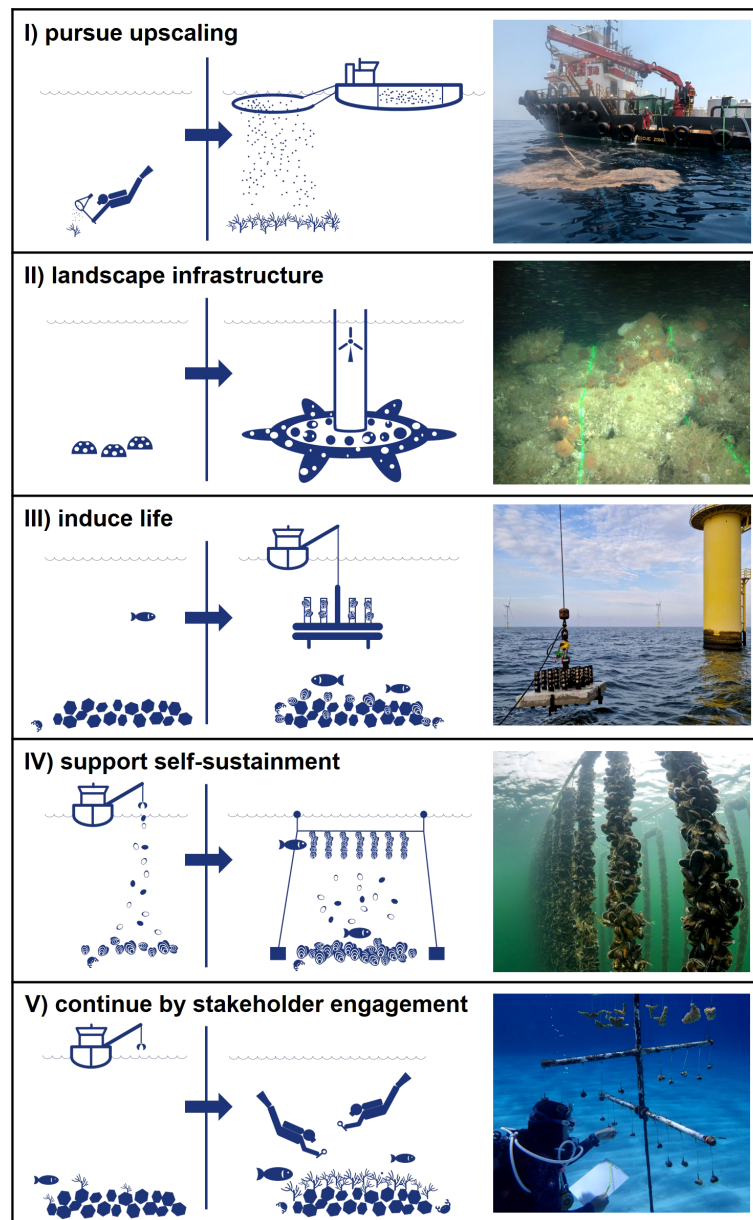 I) pursue upscaling
II) landscape infrastructure
III) induce life
IV) support self-sustainment
V) continue by stakeholder engagement